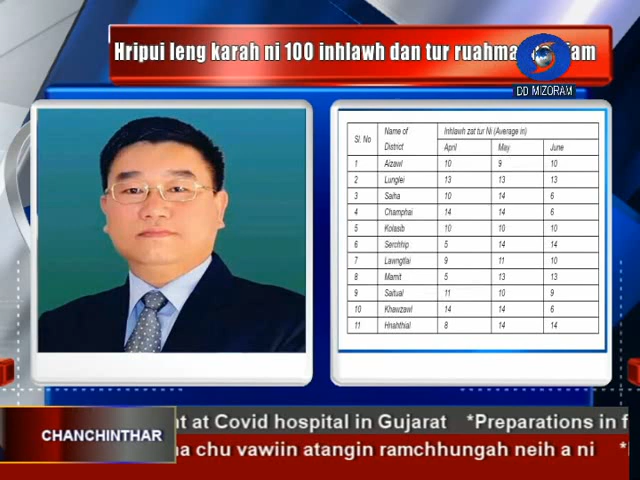 Hripui leng karah ni 100 inhlawh dan tur ruahma
DD MIZORAM
Sl. No Name of District Inhlawh zat tur Ni (Average in)
April May June
1 Aizawl 10 9 10
2 Lunglei 13 13 13
3 Saiha 10 14 6
4 Champhai 14 14 6
5 Kolasib 10 10 10
6 Serchhip 5 14 14
7 Lawngtlai 9 11 10
8 Mamit 5 13 13
9 Saitual 11 10 9
10 Khawzawl 14 14 6
11 Hnahthial 8 14 14
at Covid hospital in Gujarat *Preparations in
CHANCHINTHAR
chu vawiin atangin ramchhungah neih a ni